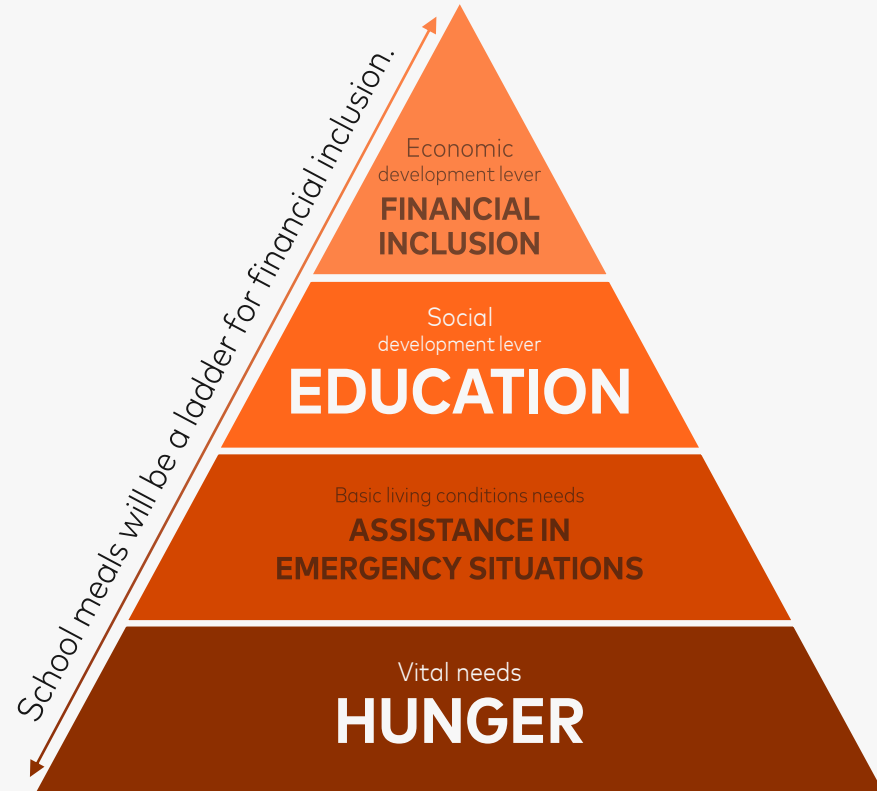 School meals will be a ladder for financial inclusion.
Economic
development lever
FINANCIAL
INCLUSION
Social
development lever
EDUCATION
Basic living conditions needs
ASSISTANCE IN
EMERGENCY SITUATIONS
Vital needs
HUNGER